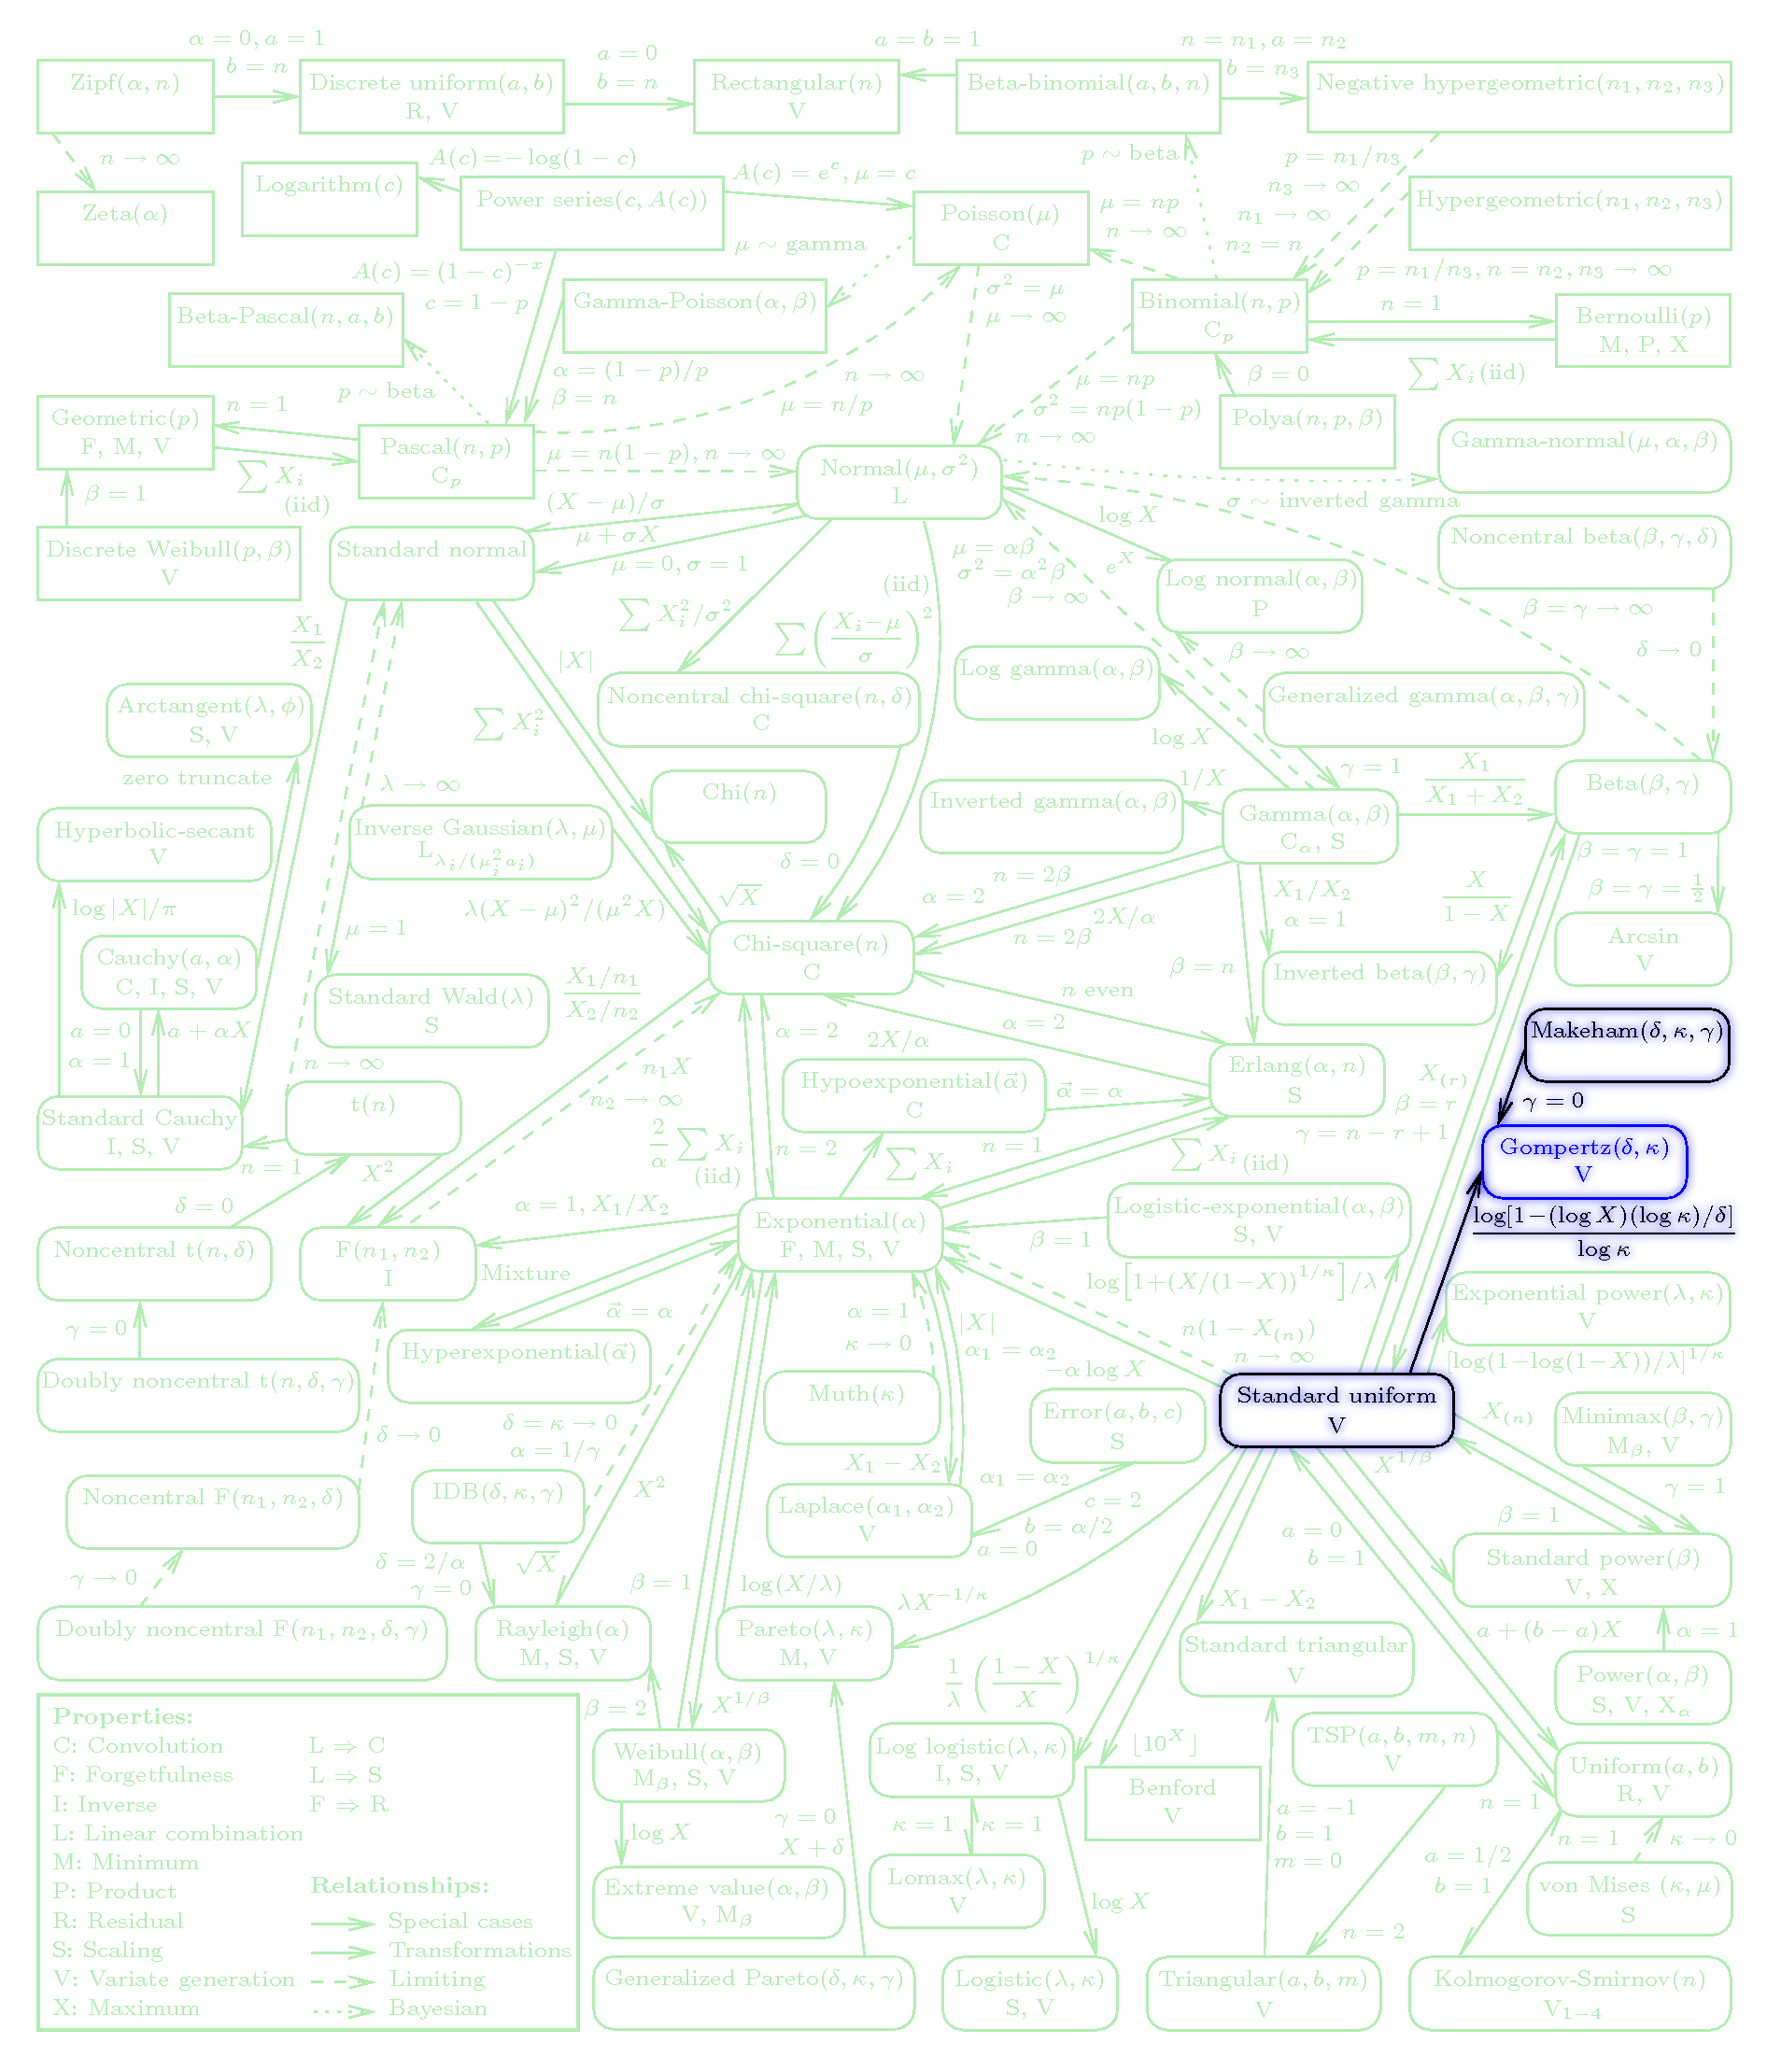 α = 0, a = 1
b = n
a = 0
b = n
a = b = 1
n = n₁, a = n₂
b = n₃
Zipf(α, n)
Discrete uniform(a, b)
R, V
Rectangular(n)
V
Beta-binomial(a, b, n)
Negative hypergeometric(n₁, n₂, n₃)
n → ∞
A(c) = − log(1 − c)
A(c) = eᶜ, μ = c
p ∼ beta
p = n₁/n₃
n₃ → ∞
n₁ → ∞
n₂ = n
Logarithm(c)
Power series(c, A(c))
Zeta(α)
Poisson(μ)
C
μ = np
n → ∞
Hypergeometric(n₁, n₂, n₃)
μ ∼ gamma
A(c) = (1 − c)⁻ˣ
c = 1 − p
σ² = μ
μ → ∞
p = n₁/n₃, n = n₂, n₃ → ∞
Beta-Pascal(n, a, b)
Gamma-Poisson(α, β)
Binomial(n, p)
Cₚ
n = 1
Bernoulli(p)
M, P, X
∑ Xᵢ (iid)
p ∼ beta
α = (1 − p)/p
β = n
n → ∞
μ = n/p
μ = np
σ² = np(1 − p)
n → ∞
β = 0
Polya(n, p, β)
Geometric(p)
F, M, V
n = 1
∑ Xᵢ
(iid)
Pascal(n, p)
Cₚ
μ = n(1 − p), n → ∞
Normal(μ, σ²)
L
Gamma-normal(μ, α, β)
σ ∼ inverted gamma
β = 1
Discrete Weibull(p, β)
V
Standard normal
(X − μ)/σ
μ + σX
μ = 0, σ = 1
log X
eˣ
μ = αβ
σ² = α²β
β → ∞
Noncentral beta(β, γ, δ)
Log normal(α, β)
P
β = γ → ∞
δ → 0
X₁
X₂
|X|
∑ Xᵢ²
∑ Xᵢ²/σ²
(iid)
∑ ((Xᵢ−μ)/σ)²
β → ∞
Log gamma(α, β)
Noncentral chi-square(n, δ)
C
Generalized gamma(α, β, γ)
Arctangent(λ, φ)
S, V
zero truncate
λ → ∞
log X
γ = 1
X₁
X₁ + X₂
Beta(β, γ)
Chi(n)
1/X
Inverted gamma(α, β)
Gamma(α, β)
C_α, S
Hyperbolic-secant
V
Inverse Gaussian(λ, μ)
L_{λᵢ/(μᵢ²aᵢ)}
δ = 0
√X
n = 2β
α = 2
2X/α
n = 2β
X₁/X₂
α = 1
X
1 − X
β = γ = 1
β = γ = ½
log |X|/π
μ = 1
λ(X − μ)²/(μ²X)
Cauchy(a, α)
C, I, S, V
Chi-square(n)
C
β = n
Inverted beta(β, γ)
Arcsin
V
Standard Wald(λ)
S
X₁/n₁
X₂/n₂
n even
a = 0
α = 1
a + αX
n → ∞
n₁X
n₂ → ∞
α = 2
2X/α
α = 2
Erlang(α, n)
S
Makeham(δ, κ, γ)
γ = 0
Standard Cauchy
I, S, V
t(n)
Hypoexponential(α⃗)
C
α⃗ = α
X₍ᵣ₎
β = r
γ = n − r + 1
Gompertz(δ, κ)
V
n = 1
X²
δ = 0
2
α
∑ Xᵢ
(iid)
n = 2
∑ Xᵢ
n = 1
∑ Xᵢ (iid)
log[1−(log X)(log κ)/δ]
log κ
Noncentral t(n, δ)
F(n₁, n₂)
I
α = 1, X₁/X₂
Exponential(α)
F, M, S, V
Logistic-exponential(α, β)
S, V
β = 1
log[1+(X/(1−X))^{1/κ}]/λ
Mixture
α⃗ = α
γ = 0
Exponential power(λ, κ)
V
[log(1−log(1−X))/λ]^{1/κ}
n(1 − X₍ₙ₎)
n → ∞
Hyperexponential(α⃗)
α = 1
κ → 0
|X|
α₁ = α₂
−α log X
Doubly noncentral t(n, δ, γ)
Muth(κ)
Error(a, b, c)
S
Standard uniform
V
X₍ₙ₎
X^{1/β}
Minimax(β, γ)
M_β, V
γ = 1
δ → 0
δ = κ → 0
α = 1/γ
X²
X₁ − X₂
α₁ = α₂
c = 2
b = α/2
a = 0
Noncentral F(n₁, n₂, δ)
IDB(δ, κ, γ)
Laplace(α₁, α₂)
V
a = 0
b = 1
β = 1
Standard power(β)
V, X
γ → 0
δ = 2/α
γ = 0
√X
β = 1
log(X/λ)
λX^{−1/κ}
X₁ − X₂
a + (b − a)X
α = 1
Doubly noncentral F(n₁, n₂, δ, γ)
Rayleigh(α)
M, S, V
Pareto(λ, κ)
M, V
Standard triangular
V
Power(α, β)
S, V, X_α
β = 2
X^{1/β}
1
λ
((1 − X)/X)^{1/κ}
⌊10ˣ⌋
Weibull(α, β)
M_β, S, V
Log logistic(λ, κ)
I, S, V
Benford
V
TSP(a, b, m, n)
V
Uniform(a, b)
R, V
n = 1
log X
γ = 0
X + δ
κ = 1
κ = 1
a = −1
b = 1
m = 0
a = 1/2
b = 1
n = 1
κ → 0
Extreme value(α, β)
V, M_β
Lomax(λ, κ)
V
log X
n = 2
von Mises (κ, μ)
S
Generalized Pareto(δ, κ, γ)
Logistic(λ, κ)
S, V
Triangular(a, b, m)
V
Kolmogorov-Smirnov(n)
V₁₋₄
Properties:
C: Convolution
L ⇒ C
F: Forgetfulness
L ⇒ S
I: Inverse
F ⇒ R
L: Linear combination
M: Minimum
P: Product
R: Residual
S: Scaling
V: Variate generation
X: Maximum
Relationships:
Special cases
Transformations
Limiting
Bayesian